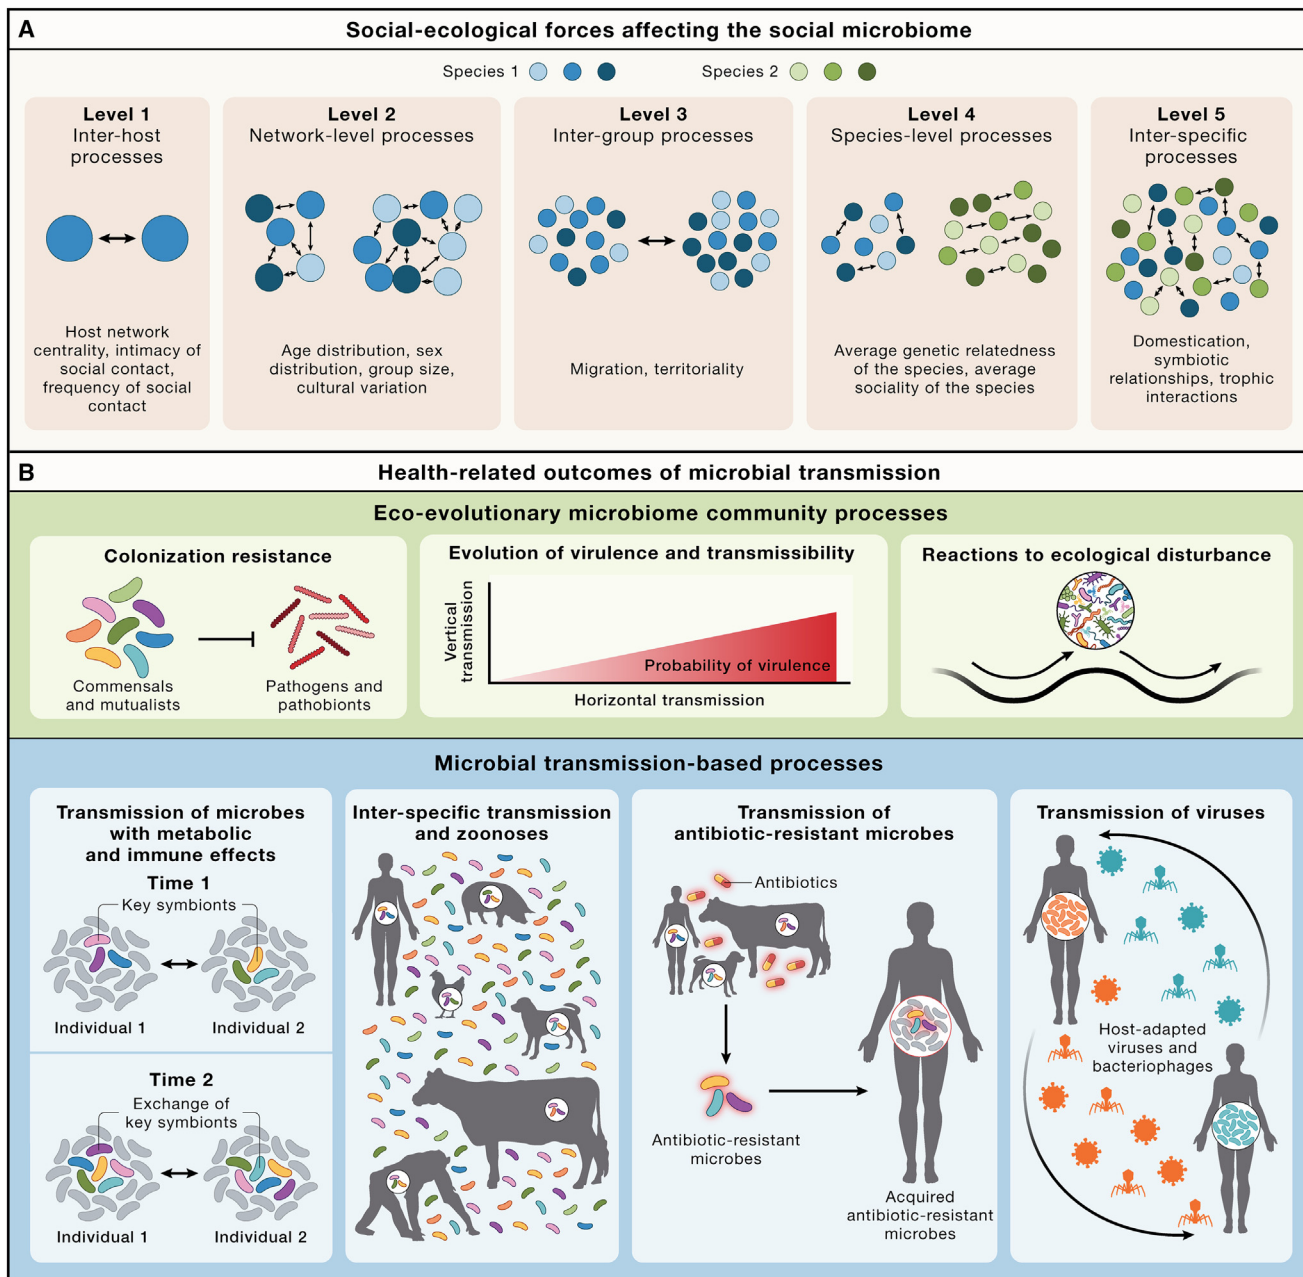 A
Social-ecological forces affecting the social microbiome
Species 1
Species 2
Level 1
Inter-host
processes
Host network
centrality, intimacy of
social contact,
frequency of social
contact
Level 2
Network-level processes
Age distribution, sex
distribution, group size,
cultural variation
Level 3
Inter-group processes
Migration, territoriality
Level 4
Species-level processes
Average genetic relatedness
of the species, average
sociality of the species
Level 5
Inter-specific
processes
Domestication,
symbiotic
relationships, trophic
interactions
B
Health-related outcomes of microbial transmission
Eco-evolutionary microbiome community processes
Colonization resistance
Commensals
and mutualists
Pathogens and
pathobionts
Evolution of virulence and transmissibility
Vertical
transmission
Probability of virulence
Horizontal transmission
Reactions to ecological disturbance
Microbial transmission-based processes
Transmission of microbes
with metabolic
and immune effects
Time 1
Key symbionts
Individual 1
Individual 2
Time 2
Exchange of
key symbionts
Individual 1
Individual 2
Inter-specific transmission
and zoonoses
Transmission of
antibiotic-resistant microbes
Antibiotics
Antibiotic-resistant
microbes
Acquired
antibiotic-resistant
microbes
Transmission of viruses
Host-adapted
viruses and
bacteriophages